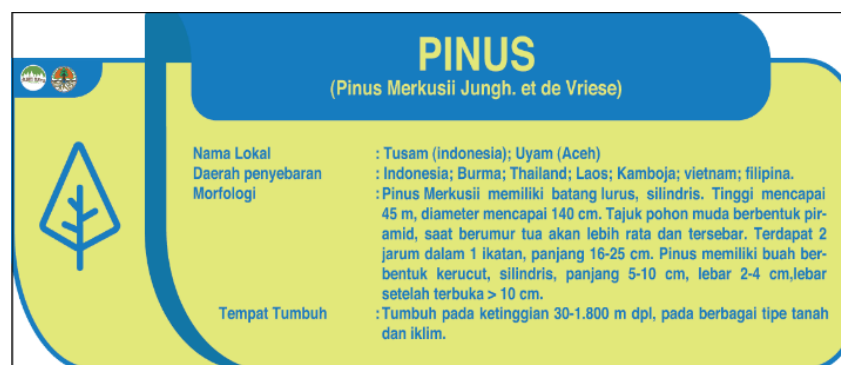 PINUS
(Pinus Merkusii Jungh. et de Vriese)
Nama Lokal : Tusam (indonesia); Uyam (Aceh)
Daerah penyebaran : Indonesia; Burma; Thailand; Laos; Kamboja; vietnam; filipina.
Morfologi : Pinus Merkusii memiliki batang lurus, silindris. Tinggi mencapai
45 m, diameter mencapai 140 cm. Tajuk pohon muda berbentuk pir-
amid, saat berumur tua akan lebih rata dan tersebar. Terdapat 2
jarum dalam 1 ikatan, panjang 16-25 cm. Pinus memiliki buah ber-
bentuk kerucut, silindris, panjang 5-10 cm, lebar 2-4 cm,lebar
setelah terbuka > 10 cm.
Tempat Tumbuh : Tumbuh pada ketinggian 30-1.800 m dpl, pada berbagai tipe tanah
dan iklim.